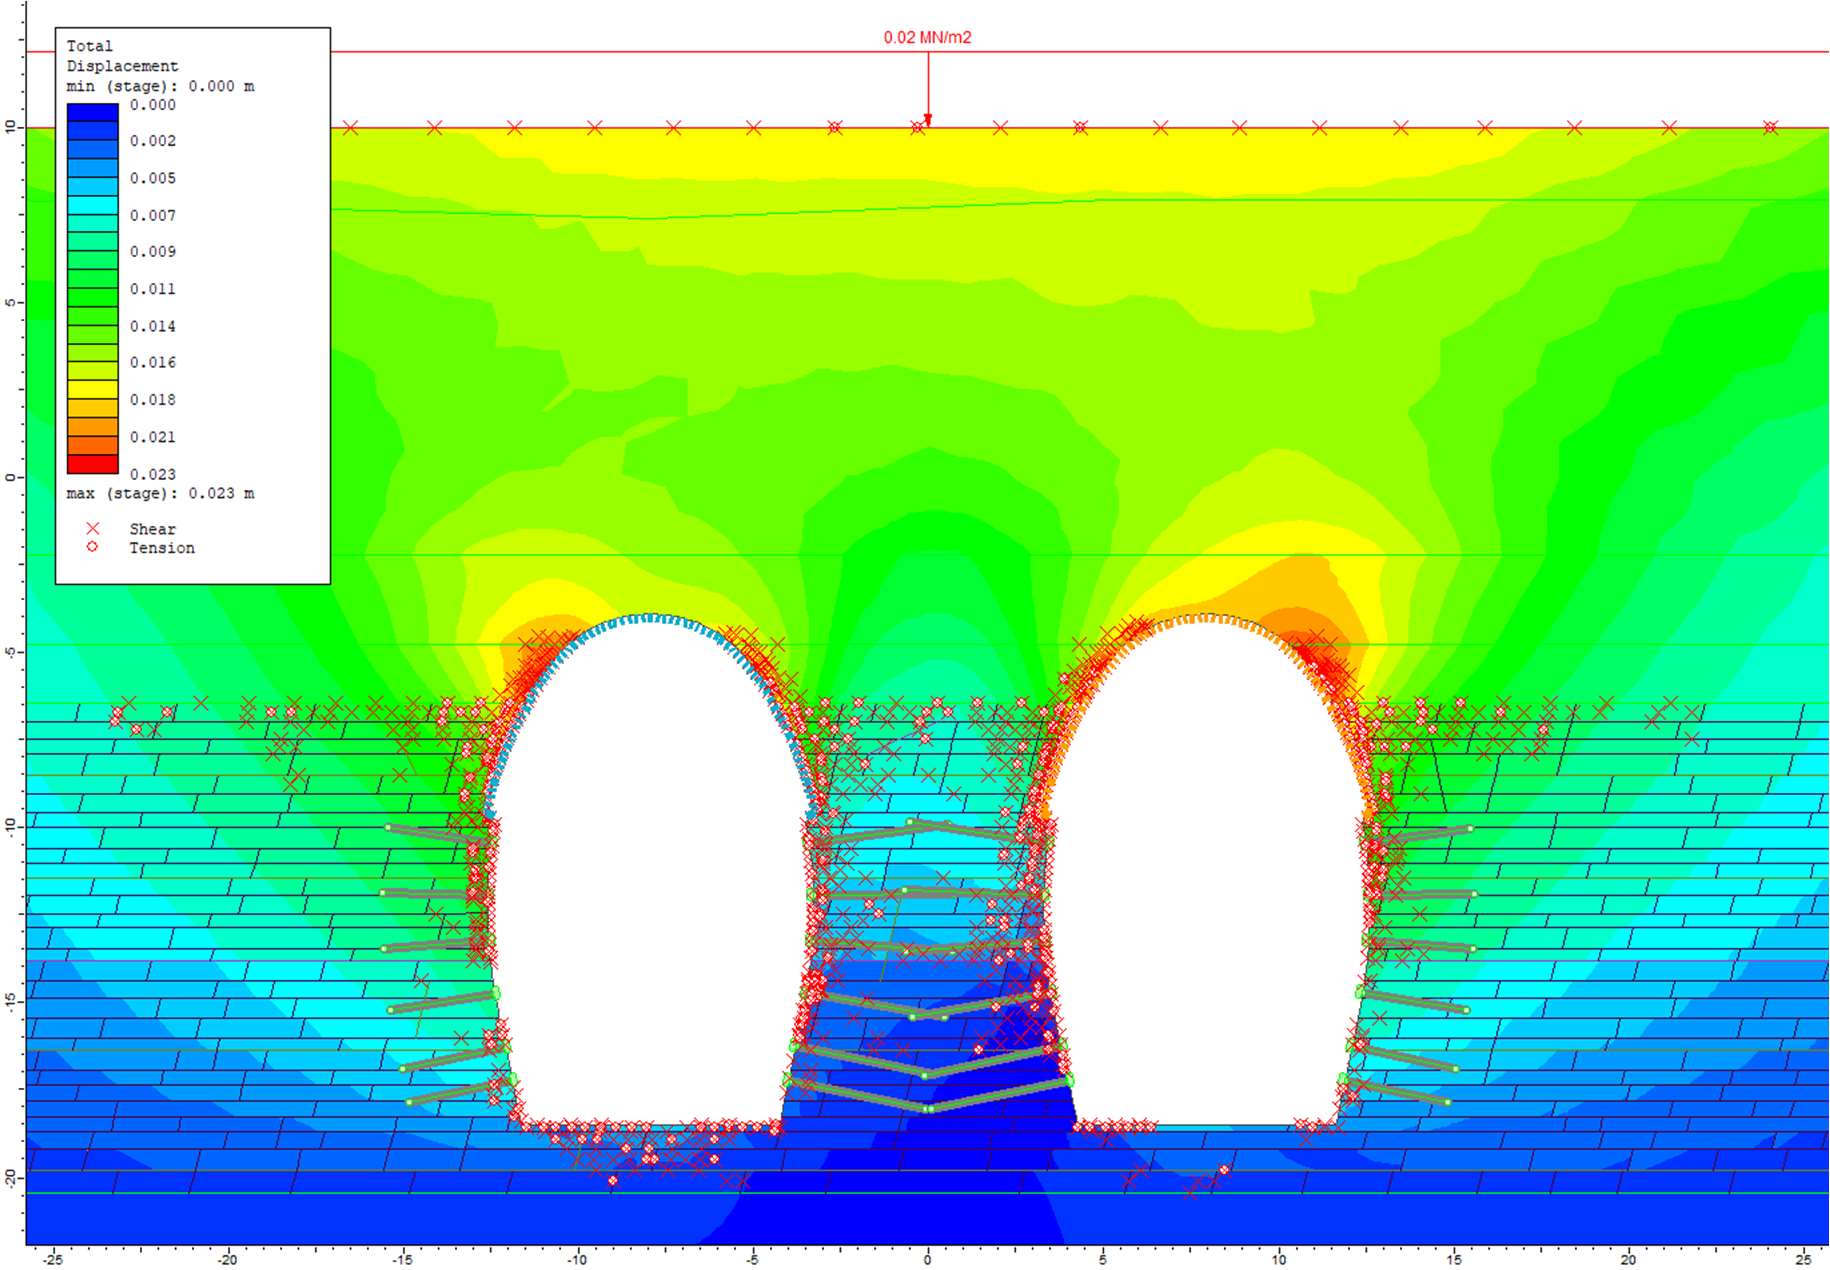 0.02 MN/m2
Total
Displacement
min (stage): 0.000 m
0.000
0.002
0.005
0.007
0.009
0.011
0.014
0.016
0.018
0.021
0.023
max (stage): 0.023 m
Shear
Tension
10
5
0
-5
-10
-15
-20
-25 -20 -15 -10 -5 0 5 10 15 20 25